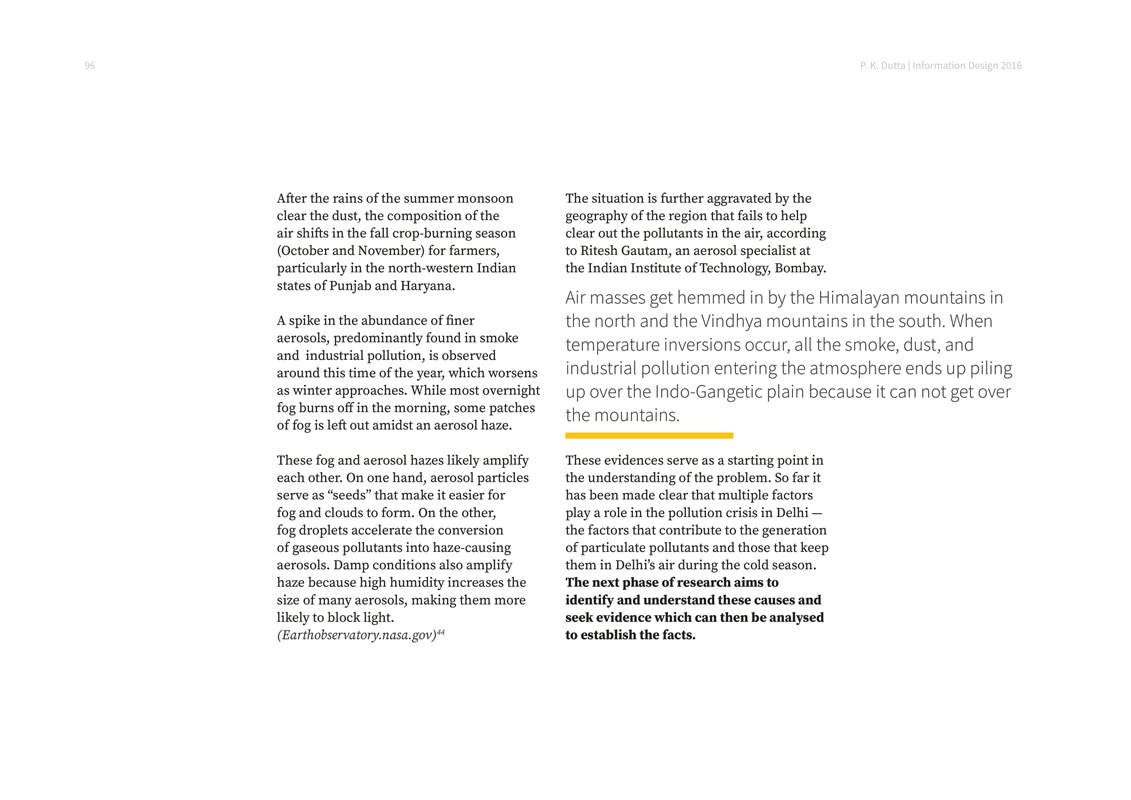 96
P. K. Dutta | Information Design 2016
After the rains of the summer monsoon
clear the dust, the composition of the
air shifts in the fall crop-burning season
(October and November) for farmers,
particularly in the north-western Indian
states of Punjab and Haryana.
A spike in the abundance of finer
aerosols, predominantly found in smoke
and  industrial pollution, is observed
around this time of the year, which worsens
as winter approaches. While most overnight
fog burns off in the morning, some patches
of fog is left out amidst an aerosol haze.
These fog and aerosol hazes likely amplify
each other. On one hand, aerosol particles
serve as “seeds” that make it easier for
fog and clouds to form. On the other,
fog droplets accelerate the conversion
of gaseous pollutants into haze-causing
aerosols. Damp conditions also amplify
haze because high humidity increases the
size of many aerosols, making them more
likely to block light.
(Earthobservatory.nasa.gov)⁴⁴
The situation is further aggravated by the
geography of the region that fails to help
clear out the pollutants in the air, according
to Ritesh Gautam, an aerosol specialist at
the Indian Institute of Technology, Bombay.
Air masses get hemmed in by the Himalayan mountains in
the north and the Vindhya mountains in the south. When
temperature inversions occur, all the smoke, dust, and
industrial pollution entering the atmosphere ends up piling
up over the Indo-Gangetic plain because it can not get over
the mountains.
These evidences serve as a starting point in
the understanding of the problem. So far it
has been made clear that multiple factors
play a role in the pollution crisis in Delhi —
the factors that contribute to the generation
of particulate pollutants and those that keep
them in Delhi’s air during the cold season.
The next phase of research aims to
identify and understand these causes and
seek evidence which can then be analysed
to establish the facts.